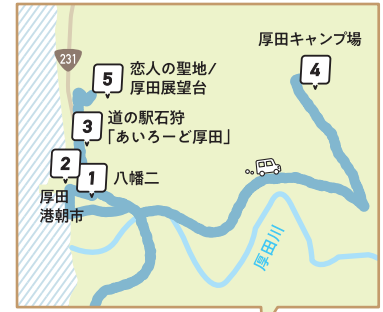 231
5
恋人の聖地/
厚田展望台
厚田キャンプ場
4
3
道の駅石狩
「あいろーど厚田」
2
厚田
港朝市
1
八幡二
厚田川